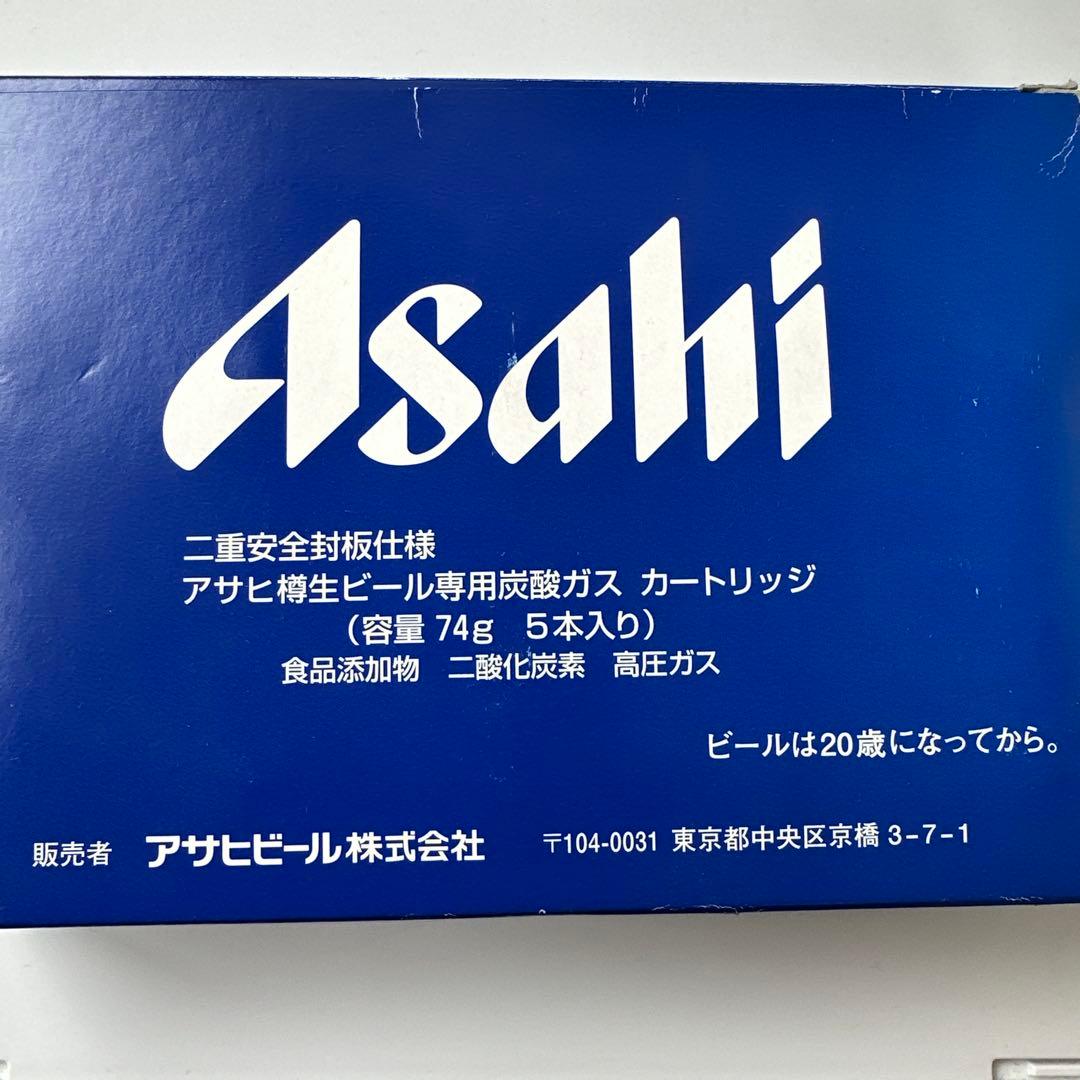 Asahi
二重安全封板仕様
アサヒ樽生ビール専用炭酸ガス カートリッジ
（容量 74g　5本入り）
食品添加物　二酸化炭素　高圧ガス
ビールは20歳になってから。
販売者　アサヒビール株式会社　〒104-0031 東京都中央区京橋 3-7-1